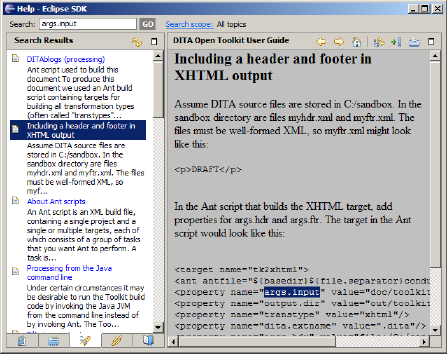 Help - Eclipse SDK
Search: args.input GO Search scope: All topics
Search Results
DITAblogs (processing)
Ant script used to build this
document To produce this
document we used an Ant build
script containing targets for
building all transformation types
(often called "transtypes"...
Including a header and footer in
XHTML output
Assume DITA source files are
stored in C:/sandbox. In the
sandbox directory are files
myhdr.xml and myftr.xml. The files
must be well-formed XML, so
myf...
About Ant scripts
An Ant script is an XML build file,
containing a single project and a
single or multiple targets, each of
which consists of a group of tasks
that you want Ant to perform. A
task is...
Processing from the Java
command line
Under certain circumstances it may
be desirable to run the Toolkit build
code by invoking the Java JVM
from the command line instead of
by invoking Ant. The Too...
DITA Open Toolkit User Guide
Including a header and footer in
XHTML output
Assume DITA source files are stored in C:/sandbox. In the
sandbox directory are files myhdr.xml and myftr.xml. The
files must be well-formed XML, so myftr.xml might look
like this:
<p>DRAFT</p>
In the Ant script that builds the XHTML target, add
properties for args.hdr and args.ftr. The target in the Ant
script would look like this:
<target name="tk2xhtml">
<ant antfile="${basedir}${file.separator}condu
<property name="args.input" value="doc/toolkit
<property name="output.dir" value="out/toolkit
<property name="transtype" value="xhtml"/>
<property name="dita.extname" value=".dita"/>